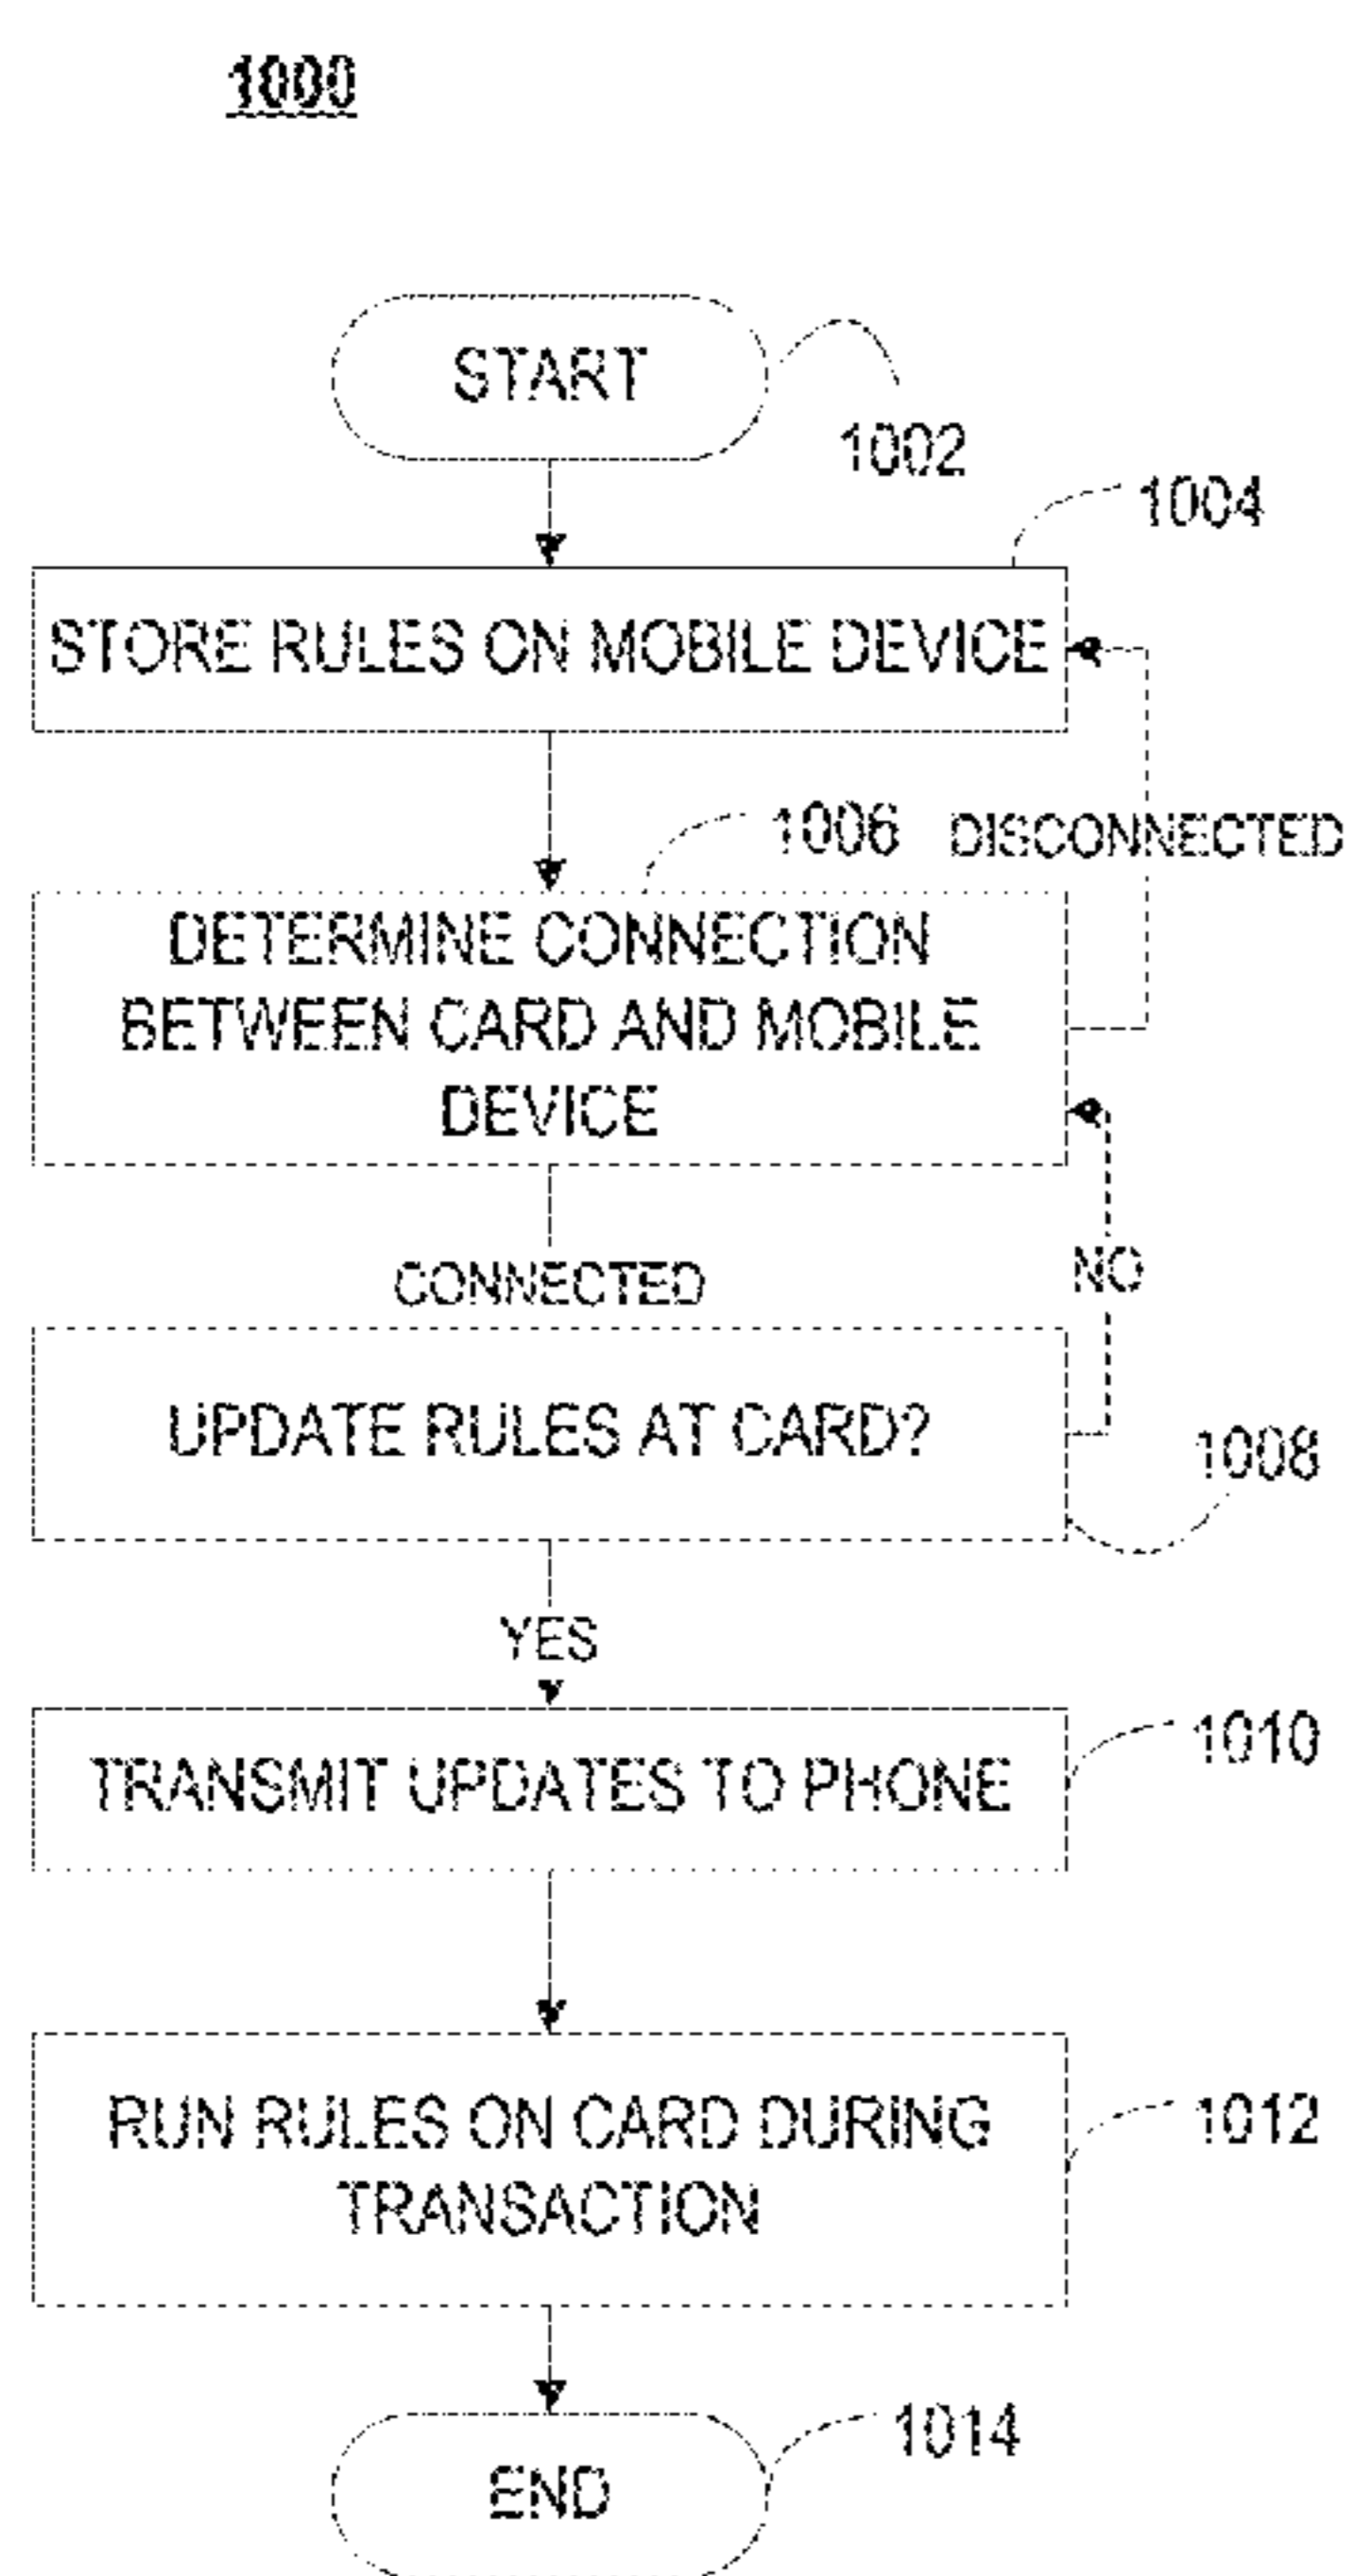 1000
START
1002
1004
STORE RULES ON MOBILE DEVICE
1006
DISCONNECTED
DETERMINE CONNECTION
BETWEEN CARD AND MOBILE
DEVICE
CONNECTED
NO
UPDATE RULES AT CARD?
1008
YES
1010
TRANSMIT UPDATES TO PHONE
RUN RULES ON CARD DURING
TRANSACTION
1012
1014
END